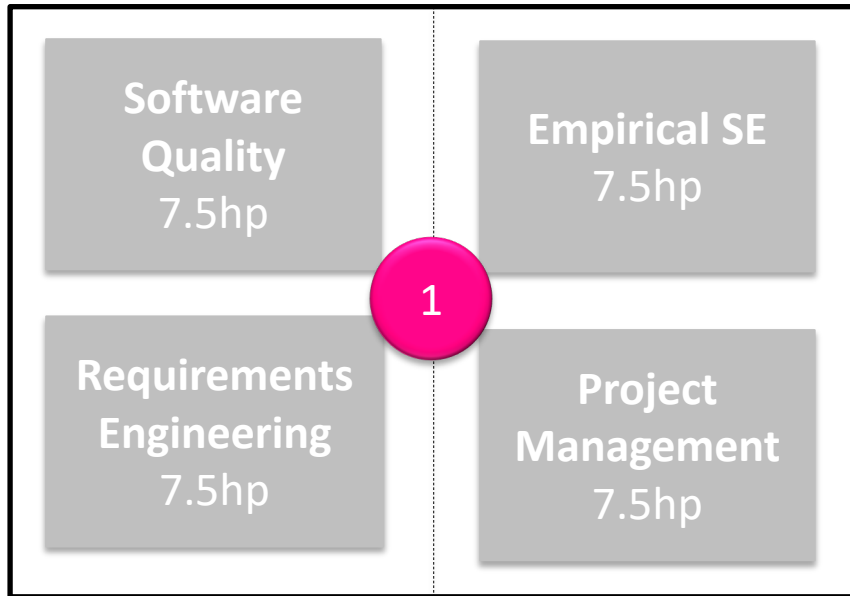 Software
Quality
7.5hp
Empirical SE
7.5hp
1
Requirements
Engineering
7.5hp
Project
Management
7.5hp